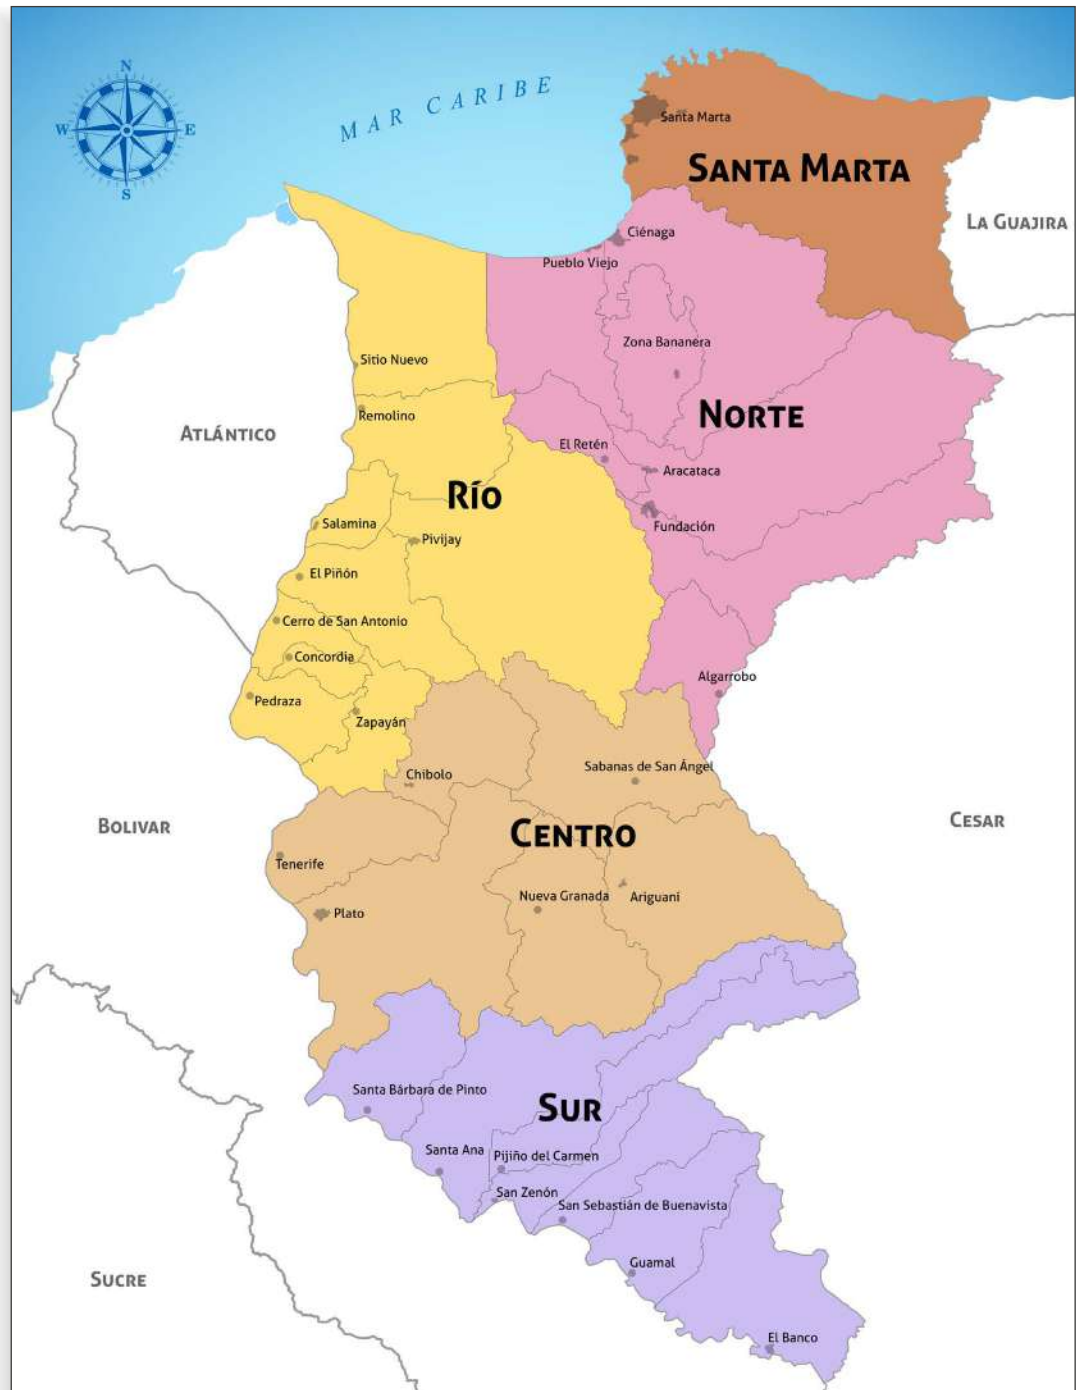 N
MAR CARIBE
W
E
S
Santa Marta
SANTA MARTA
LA GUAJIRA
Ciénaga
Pueblo Viejo
Zona Bananera
Sitio Nuevo
Remolino
NORTE
ATLÁNTICO
El Retén
Aracataca
RÍO
Salamina
Fundación
Pivijay
El Piñón
Cerro de San Antonio
Concordia
Pedraza
Algarrobo
Zapayán
Chibolo
Sabanas de San Ángel
BOLIVAR
CENTRO
CESAR
Tenerife
Nueva Granada
Ariguaní
Plato
Santa Bárbara de Pinto
SUR
Santa Ana
Pijiño del Carmen
San Zenón
San Sebastián de Buenavista
Guamal
SUCRE
El Banco